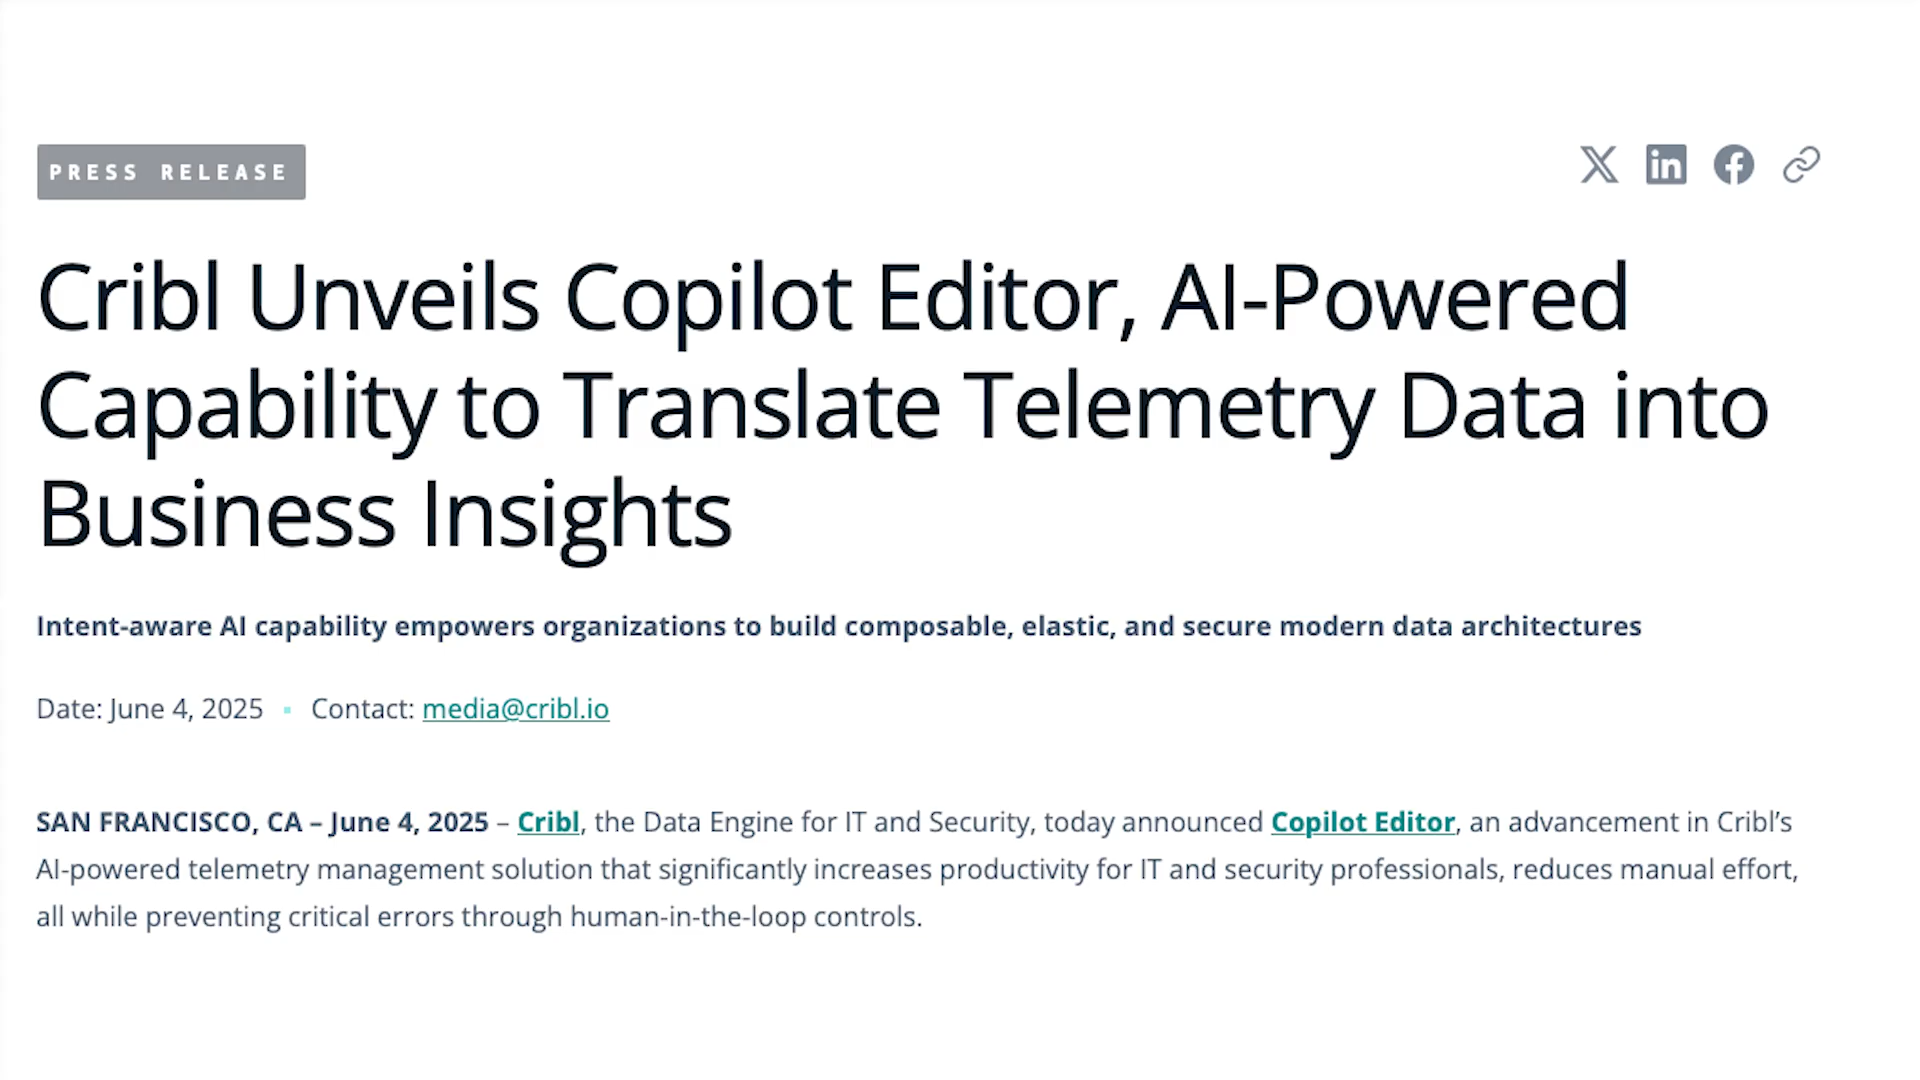 PRESS RELEASE
Cribl Unveils Copilot Editor, AI-Powered
Capability to Translate Telemetry Data into
Business Insights
Intent-aware AI capability empowers organizations to build composable, elastic, and secure modern data architectures
Date: June 4, 2025 ▪ Contact: media@cribl.io
SAN FRANCISCO, CA – June 4, 2025 – Cribl, the Data Engine for IT and Security, today announced Copilot Editor, an advancement in Cribl’s
AI-powered telemetry management solution that significantly increases productivity for IT and security professionals, reduces manual effort,
all while preventing critical errors through human-in-the-loop controls.